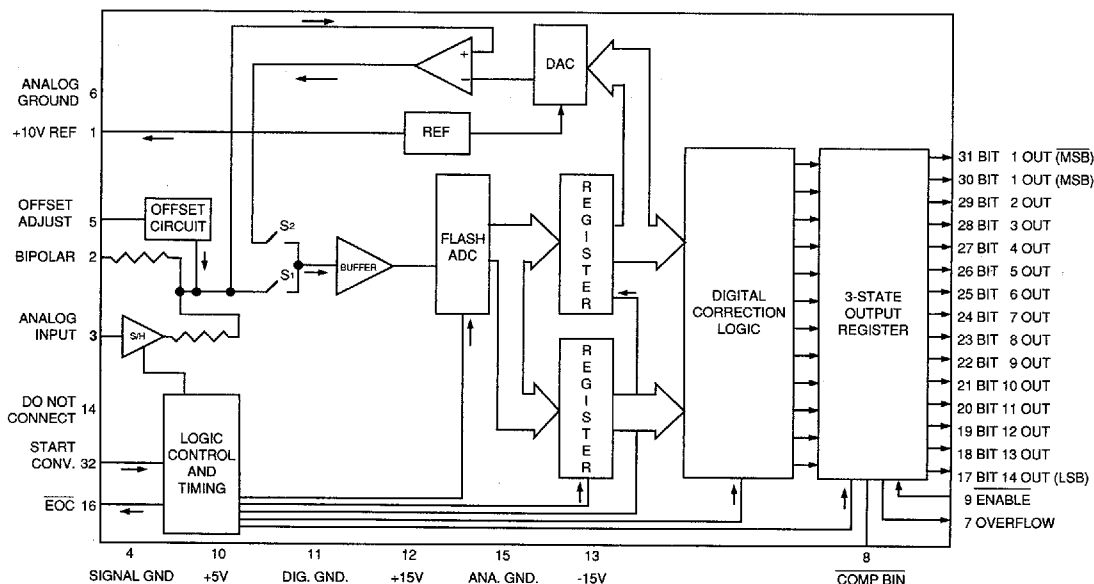 ANALOG
GROUND 6
+10V REF 1
OFFSET
ADJUST 5
BIPOLAR 2
ANALOG
INPUT 3
DO NOT
CONNECT 14
START
CONV. 32
E̅O̅C̅ 16
+
−
DAC
REF
OFFSET
CIRCUIT
S2
S1
BUFFER
FLASH
ADC
REGISTER
REGISTER
S/H
LOGIC
CONTROL
AND
TIMING
DIGITAL
CORRECTION
LOGIC
3-STATE
OUTPUT
REGISTER
31 BIT 1 OUT (M̅S̅B̅)
30 BIT 1 OUT (MSB)
29 BIT 2 OUT
28 BIT 3 OUT
27 BIT 4 OUT
26 BIT 5 OUT
25 BIT 6 OUT
24 BIT 7 OUT
23 BIT 8 OUT
22 BIT 9 OUT
21 BIT 10 OUT
20 BIT 11 OUT
19 BIT 12 OUT
18 BIT 13 OUT
17 BIT 14 OUT (LSB)
9 E̅N̅A̅B̅L̅E̅
7 OVERFLOW
4 10 11 12 15 13 8
SIGNAL GND +5V DIG. GND. +15V ANA. GND. -15V C̅O̅M̅P̅ B̅I̅N̅